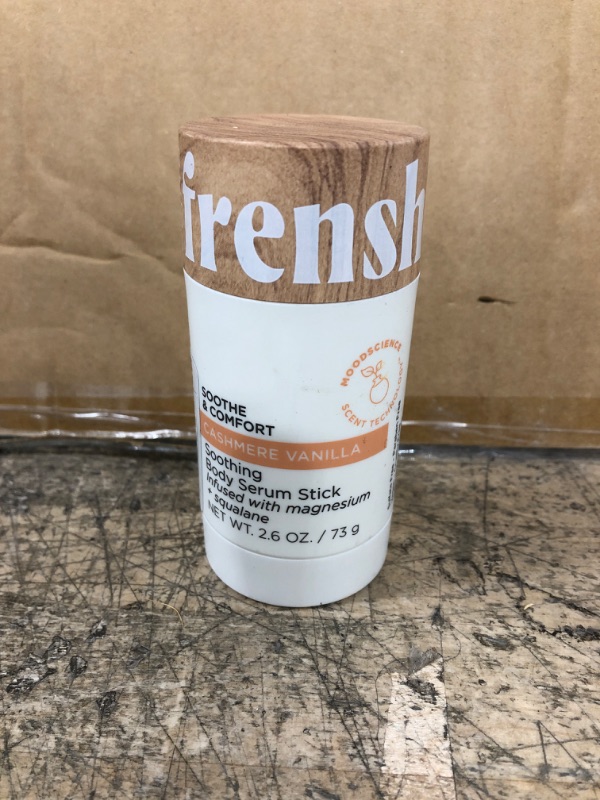 frensh
MOODSCIENCE
SCENT TECHNOLOGY
SOOTHE
& COMFORT
CASHMERE VANILLA
Soothing
Body Serum Stick
infused with magnesium
+ squalane
NET WT. 2.6 OZ. / 73 g